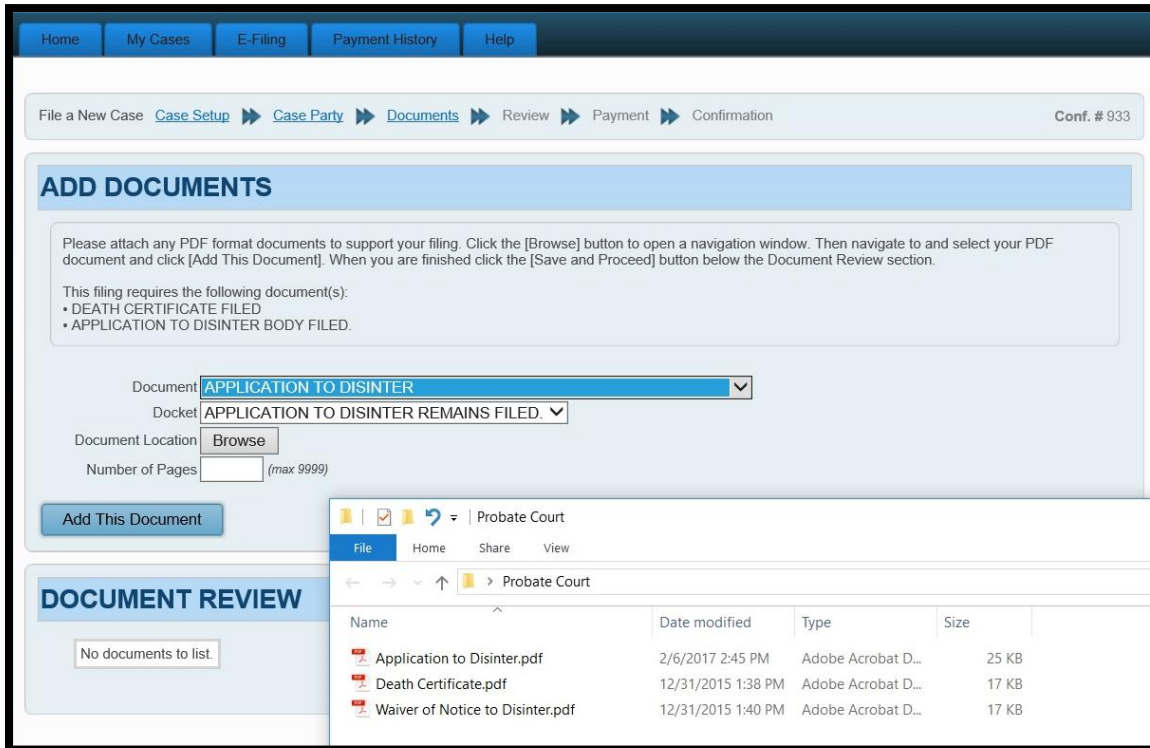 Home My Cases E-Filing Payment History Help
File a New Case Case Setup Case Party Documents Review Payment Confirmation Conf. # 933
ADD DOCUMENTS
Please attach any PDF format documents to support your filing. Click the [Browse] button to open a navigation window. Then navigate to and select your PDF
document and click [Add This Document]. When you are finished click the [Save and Proceed] button below the Document Review section.
This filing requires the following document(s):
• DEATH CERTIFICATE FILED
• APPLICATION TO DISINTER BODY FILED.
Document APPLICATION TO DISINTER
Docket APPLICATION TO DISINTER REMAINS FILED.
Document Location Browse
Number of Pages (max 9999)
Add This Document
DOCUMENT REVIEW
No documents to list.
Probate Court
File Home Share View
Probate Court
Name Date modified Type Size
Application to Disinter.pdf 2/6/2017 2:45 PM Adobe Acrobat D... 25 KB
Death Certificate.pdf 12/31/2015 1:38 PM Adobe Acrobat D... 17 KB
Waiver of Notice to Disinter.pdf 12/31/2015 1:40 PM Adobe Acrobat D... 17 KB